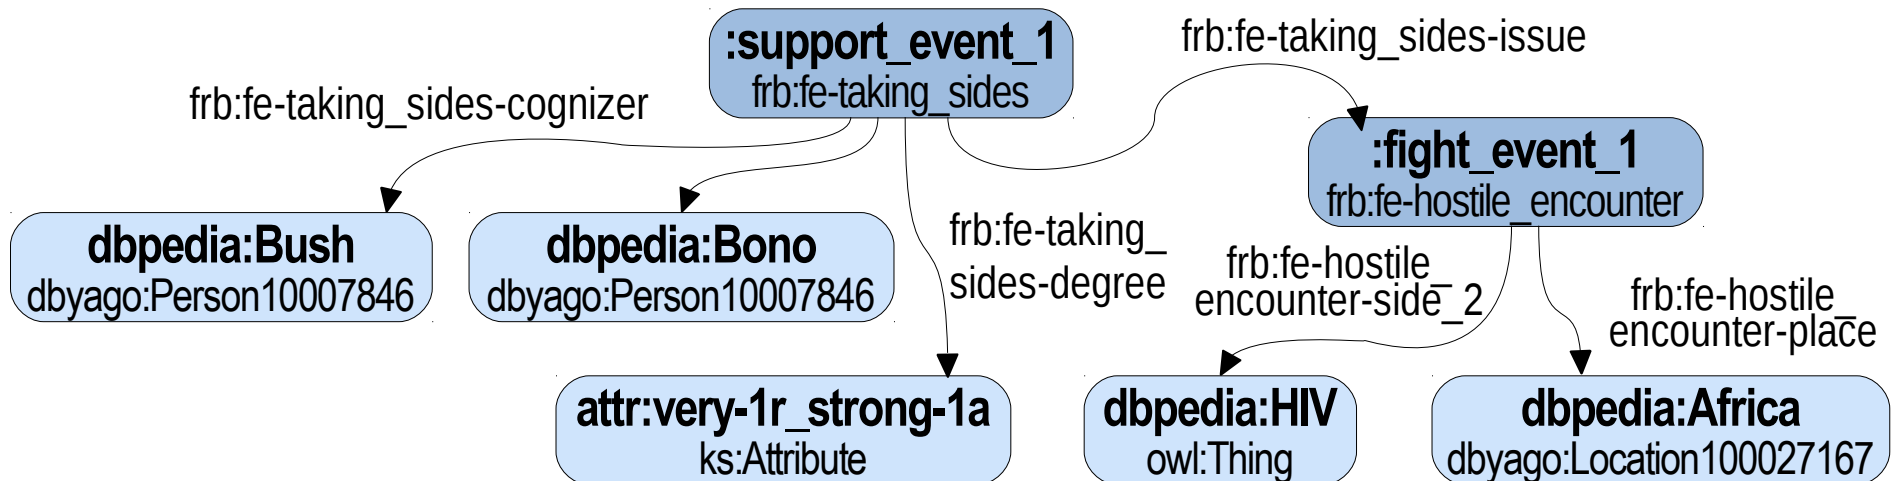 :support_event_1
frb:fe-taking_sides
frb:fe-taking_sides-issue
frb:fe-taking_sides-cognizer
:fight_event_1
frb:fe-hostile_encounter
dbpedia:Bush
dbyago:Person10007846
dbpedia:Bono
dbyago:Person10007846
frb:fe-taking_
sides-degree
frb:fe-hostile_
encounter-side_2
frb:fe-hostile_
encounter-place
attr:very-1r_strong-1a
ks:Attribute
dbpedia:HIV
owl:Thing
dbpedia:Africa
dbyago:Location100027167